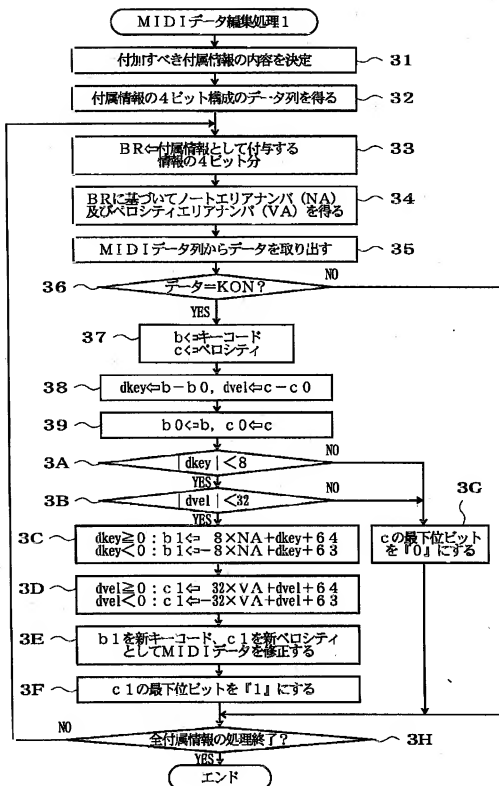 MIDIデータ編集処理1
付加すべき付属情報の内容を決定
31
付属情報の4ビット構成のデータ列を得る
32
BR⇦付属情報として付与する
情報の4ビット分
33
BRに基づいてノートエリアナンバ(NA)
及びベロシティエリアナンバ(VA)を得る
34
MIDIデータ列からデータを取り出す
35
36
データ=KON?
NO
YES
37
b<=キーコード
c<=ベロシティ
38
dkey⇦b-b0, dvel⇦c-c0
39
b0<=b, c0⇦c
3A
|dkey|<8
NO
YES
3B
|dvel|<32
NO
YES
3G
cの最下位ビット
を『0』にする
3C
dkey≧0:b1⇦ 8×NA+dkey+64
dkey<0:b1⇦-8×NA+dkey+63
3D
dvel≧0:c1⇦ 32×VA+dvel+64
dvel<0:c1⇦-32×VA+dvel+63
3E
b1を新キーコード、c1を新ベロシティ
としてMIDIデータを修正する
3F
c1の最下位ビットを『1』にする
NO
全付属情報の処理終了?
3H
YES
エンド